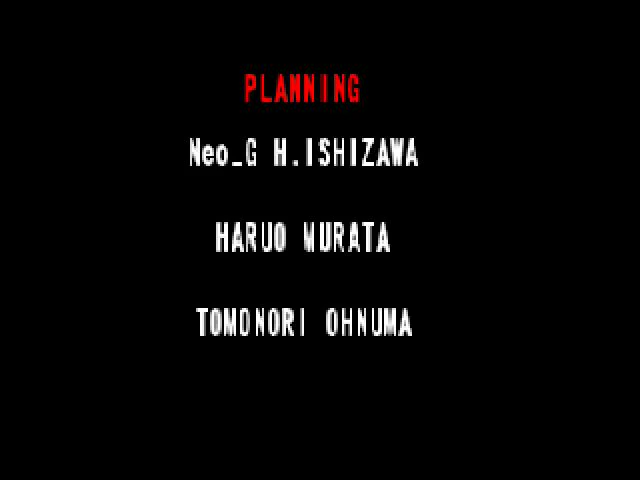 PLANNING
Neo_G H.ISHIZAWA
HARUO MURATA
TOMONORI OHNUMA